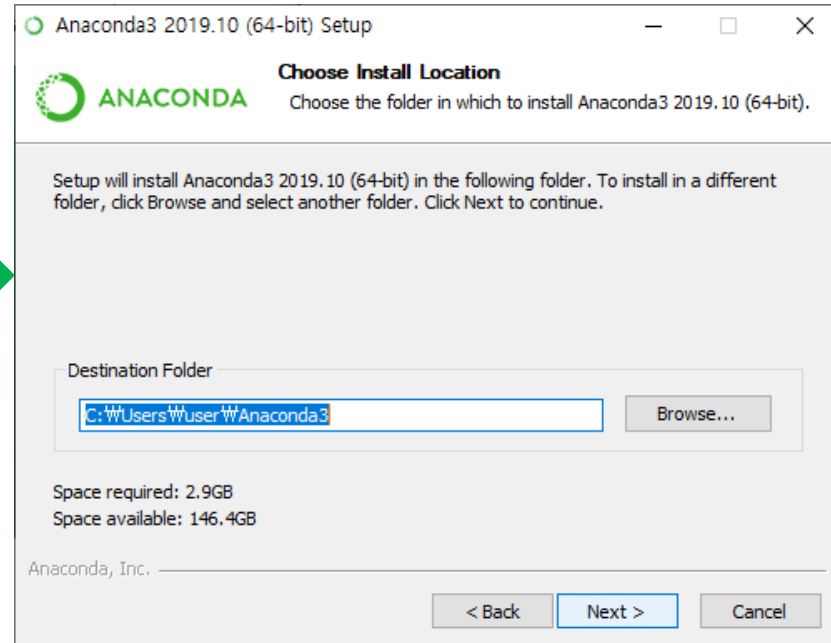 Anaconda3 2019.10 (64-bit) Setup
ANACONDA
Choose Install Location
Choose the folder in which to install Anaconda3 2019.10 (64-bit).
Setup will install Anaconda3 2019.10 (64-bit) in the following folder. To install in a different
folder, click Browse and select another folder. Click Next to continue.
Destination Folder
C:₩Users₩user₩Anaconda3
Browse...
Space required: 2.9GB
Space available: 146.4GB
Anaconda, Inc.
< Back
Next >
Cancel